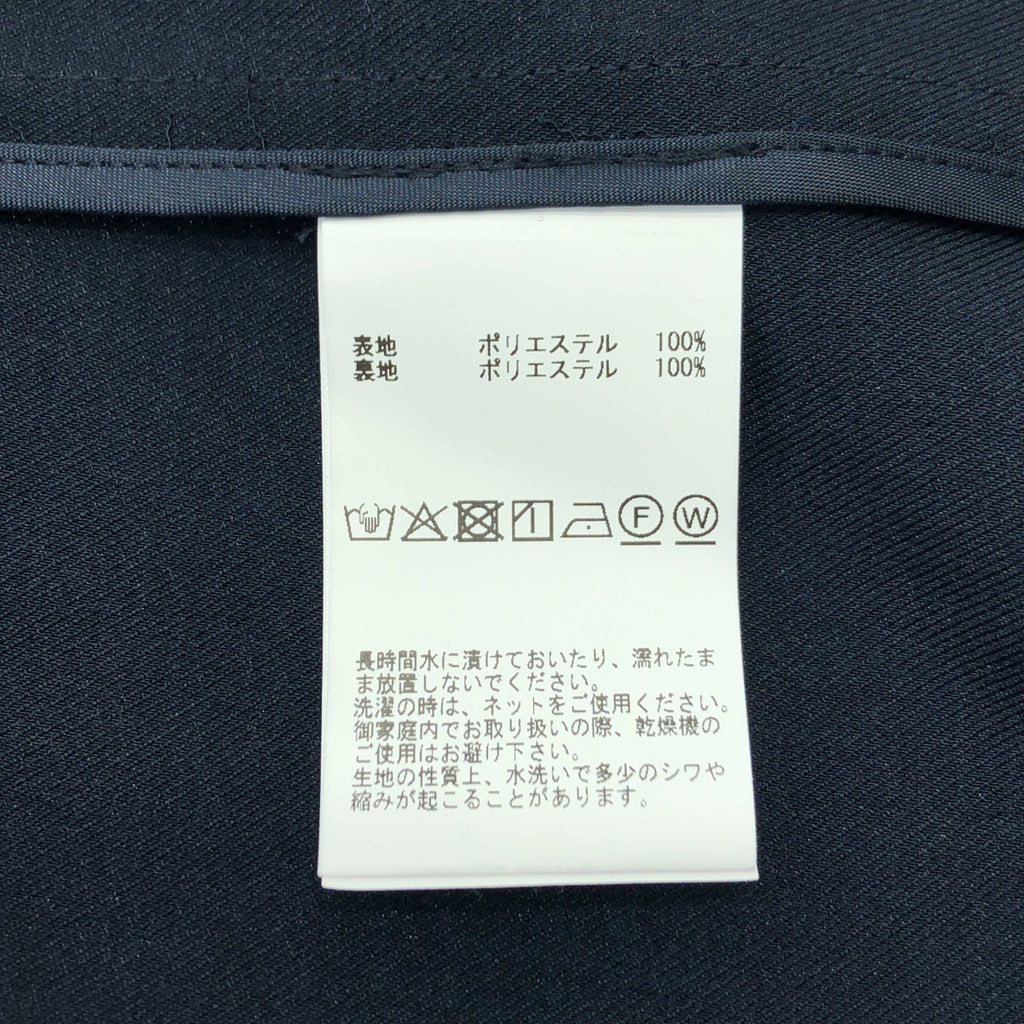 表地 ポリエステル 100%
裏地 ポリエステル 100%
F W
長時間水に漬けておいたり、濡れたま
ま放置しないでください。
洗濯の時は、ネットをご使用ください。
御家庭内でお取り扱いの際、乾燥機の
ご使用はお避け下さい。
生地の性質上、水洗いで多少のシワや
縮みが起こることがあります。